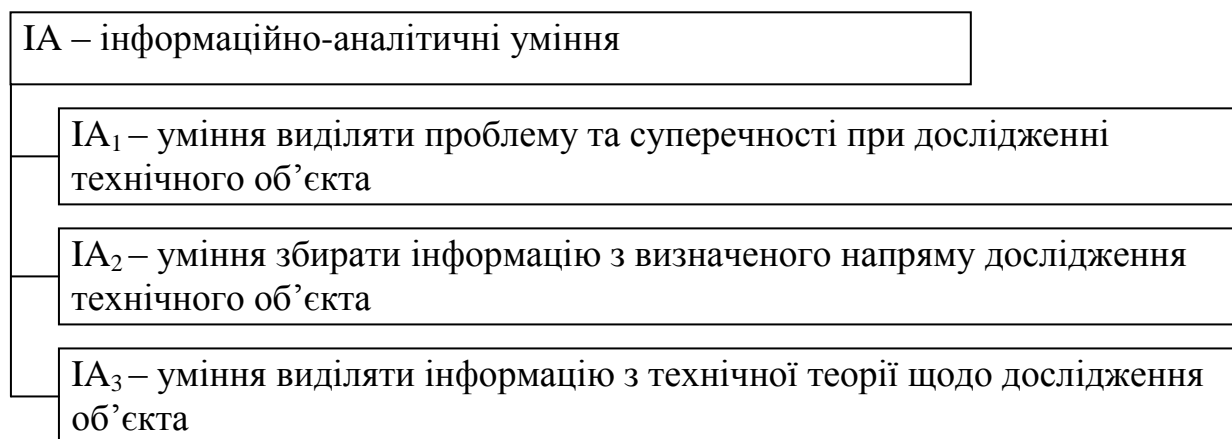 ІА – інформаційно-аналітичні уміння
ІА₁ – уміння виділяти проблему та суперечності при дослідженні
технічного об’єкта
ІА₂ – уміння збирати інформацію з визначеного напряму дослідження
технічного об’єкта
ІА₃ – уміння виділяти інформацію з технічної теорії щодо дослідження
об’єкта